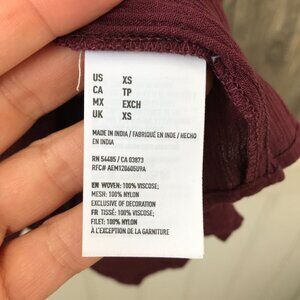 US XS
CA TP
MX EXCH
UK XS
MADE IN INDIA / FABRIQUÉ EN INDE / HECHO
EN INDIA
RN 54485 / CA 03873
RFC# AEM120605U9A
EN WOVEN: 100% VISCOSE;
MESH: 100% NYLON
EXCLUSIVE OF DECORATION
FR TISSÉ: 100% VISCOSE;
FILET: 100% NYLON
À L'EXCEPTION DE LA GARNITURE